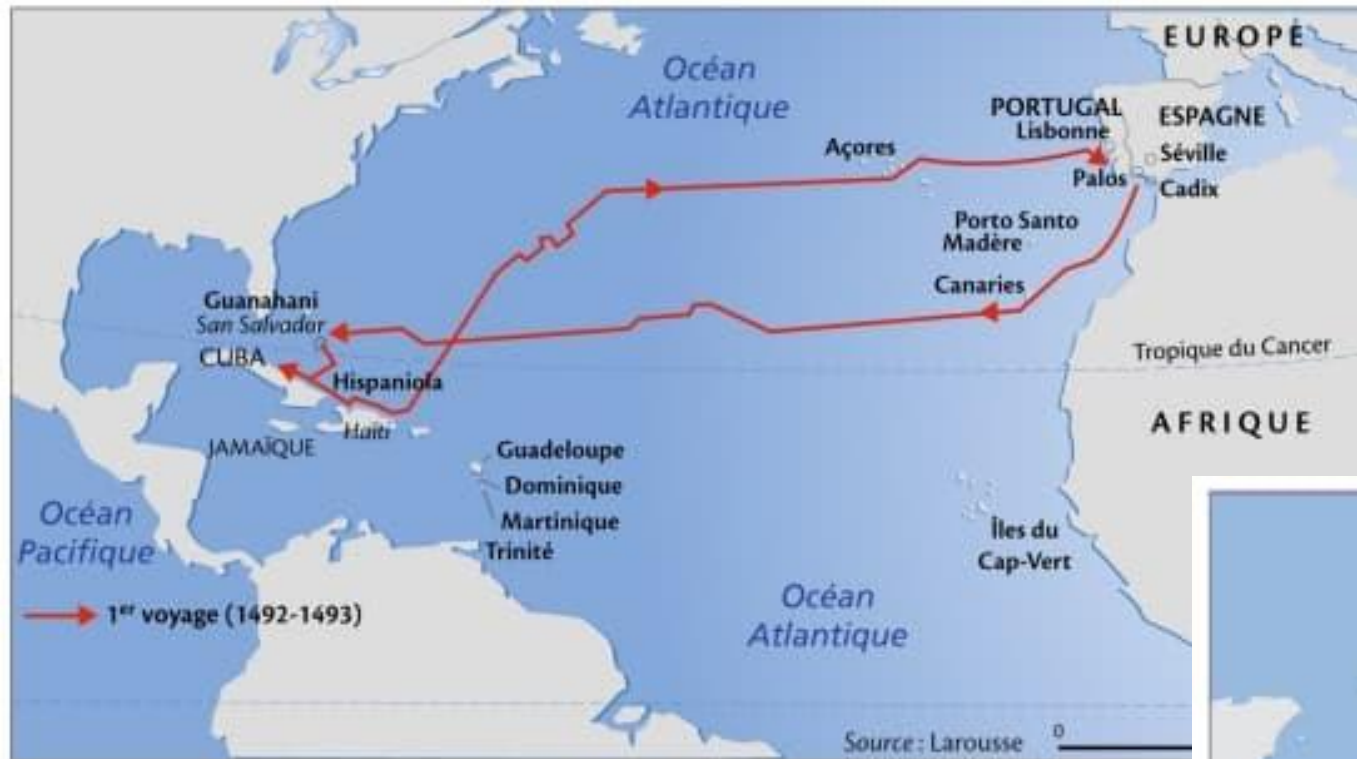 EUROPE
Océan
Atlantique
PORTUGAL
Lisbonne
ESPAGNE
Açores
Séville
Palos
Cadix
Porto Santo
Madère
Canaries
Guanahani
San Salvador
CUBA
Tropique du Cancer
Hispaniola
AFRIQUE
Haïti
JAMAÏQUE
Guadeloupe
Dominique
Martinique
Trinité
Océan
Pacifique
Îles du
Cap-Vert
Océan
Atlantique
1er voyage (1492-1493)
Source : Larousse
0